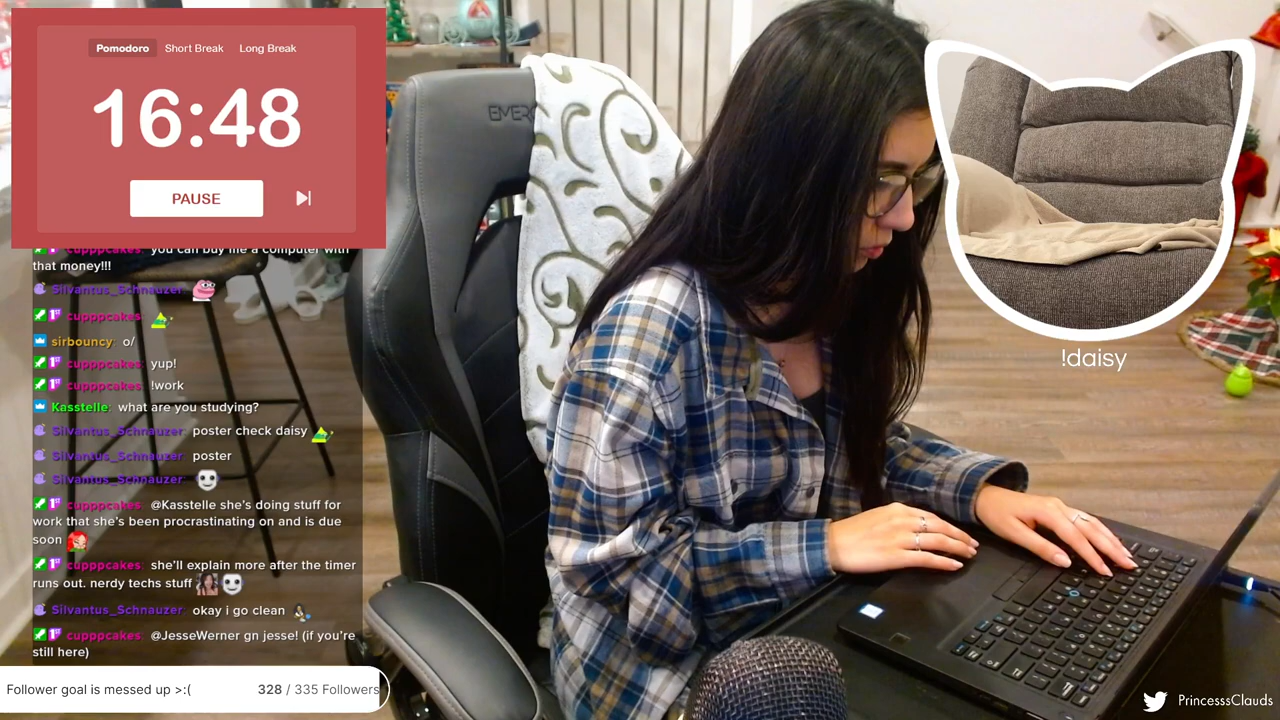 Pomodoro Short Break Long Break
16:48
PAUSE
EMER
cupppcakes: you can buy me a computer with
that money!!!
Silvantus_Schnauzer:
cupppcakes:
sirbouncy: o/
cupppcakes: yup!
cupppcakes: !work
Kasstelle: what are you studying?
Silvantus_Schnauzer: poster check daisy
Silvantus_Schnauzer: poster
Silvantus_Schnauzer:
cupppcakes: @Kasstelle she's doing stuff for
work that she's been procrastinating on and is due
soon
cupppcakes: she'll explain more after the timer
runs out. nerdy techs stuff
Silvantus_Schnauzer: okay i go clean
cupppcakes: @JesseWerner gn jesse! (if you're
still here)
Follower goal is messed up >:( 328 / 335 Followers
!daisy
PrincesssClauds